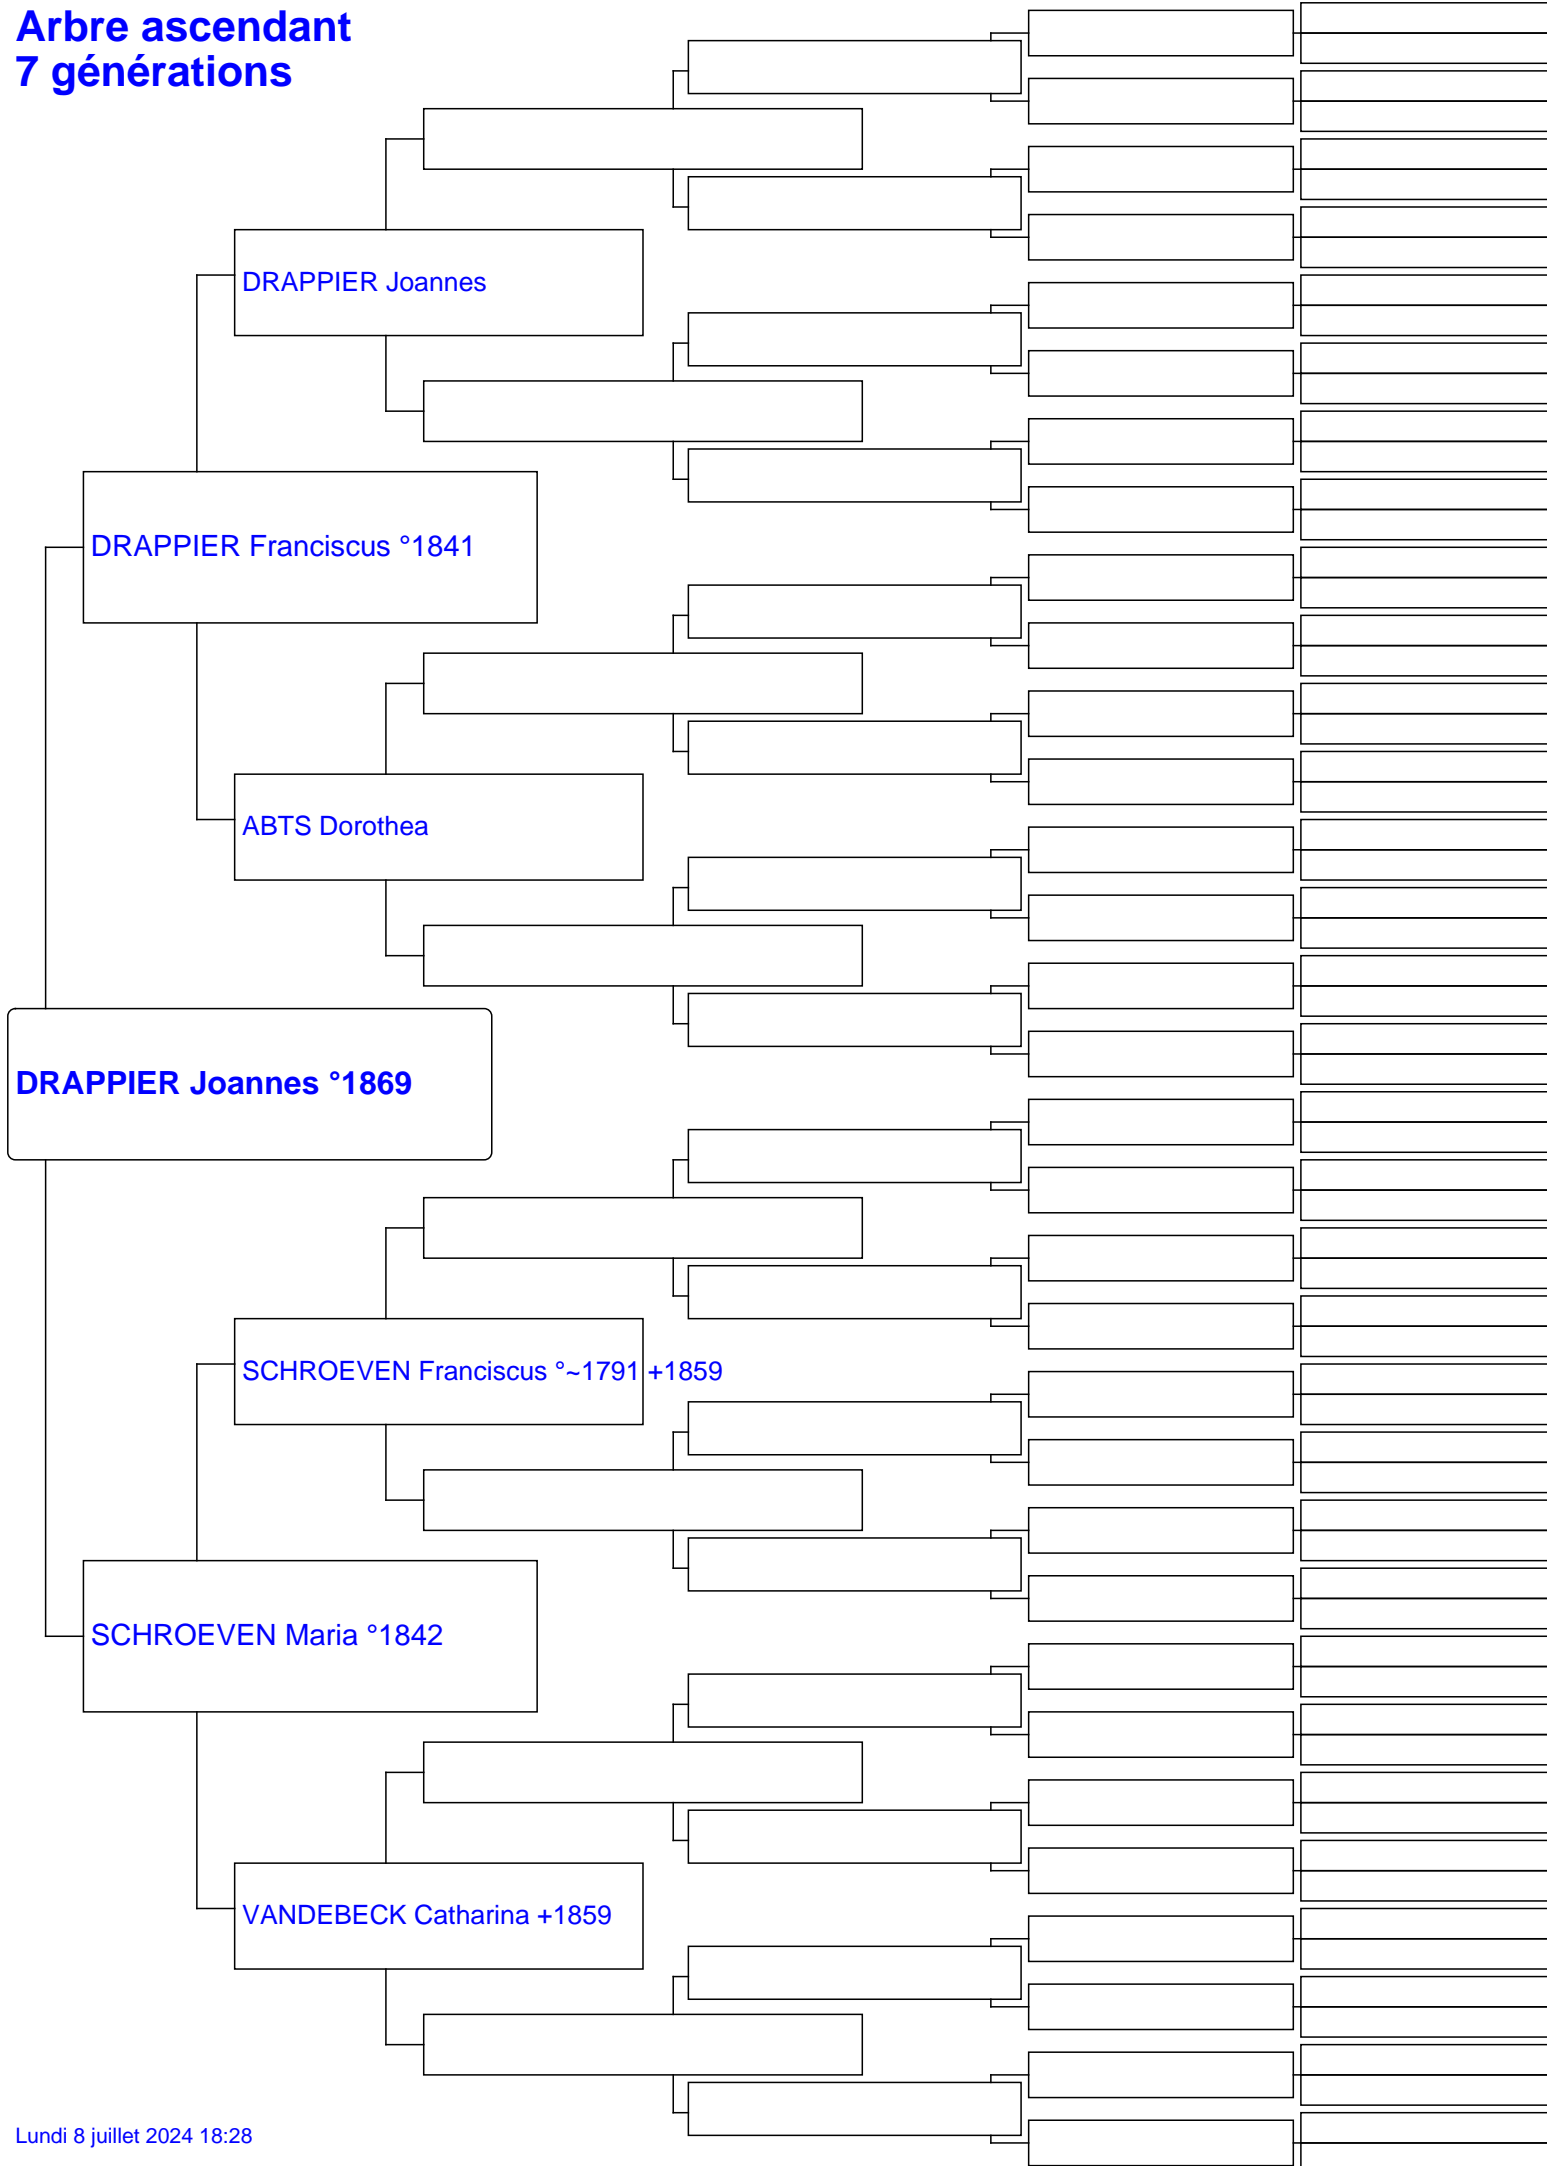 Arbre ascendant
7 générations
DRAPPIER Joannes
DRAPPIER Franciscus °1841
ABTS Dorothea
DRAPPIER Joannes °1869
SCHROEVEN Franciscus °~1791 +1859
SCHROEVEN Maria °1842
VANDEBECK Catharina +1859
Lundi 8 juillet 2024 18:28